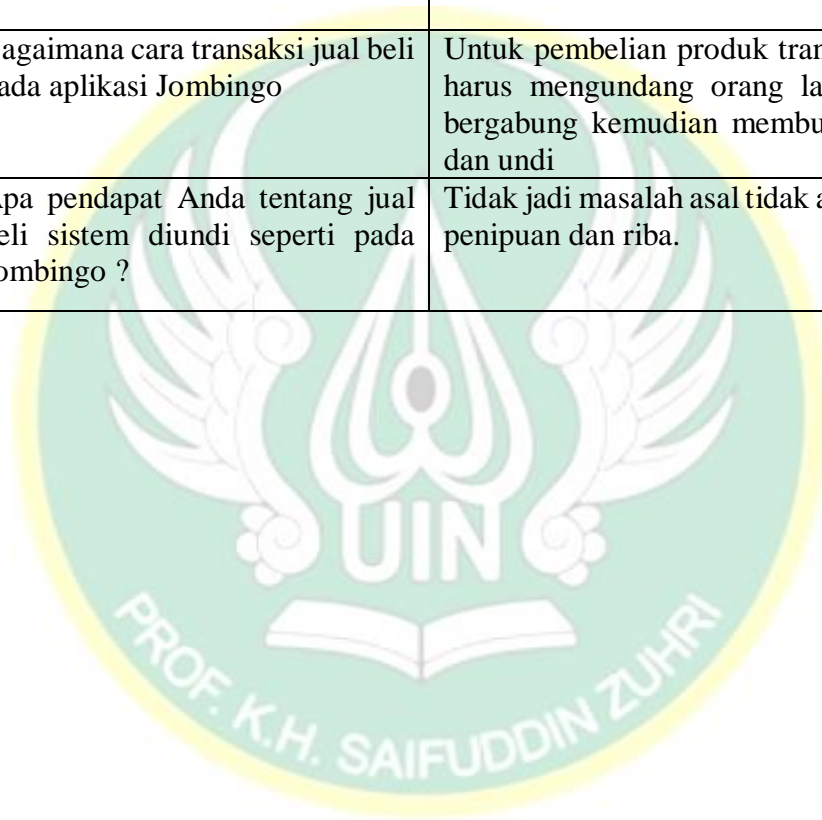 agaimana cara transaksi jual beli
ada aplikasi Jombingo
Untuk pembelian produk tran
harus mengundang orang la
bergabung kemudian membu
dan undi
Apa pendapat Anda tentang jual
eli sistem diundi seperti pada
ombingo ?
Tidak jadi masalah asal tidak a
penipuan dan riba.
UIN
PROF. K.H. SAIFUDDIN ZUHRI